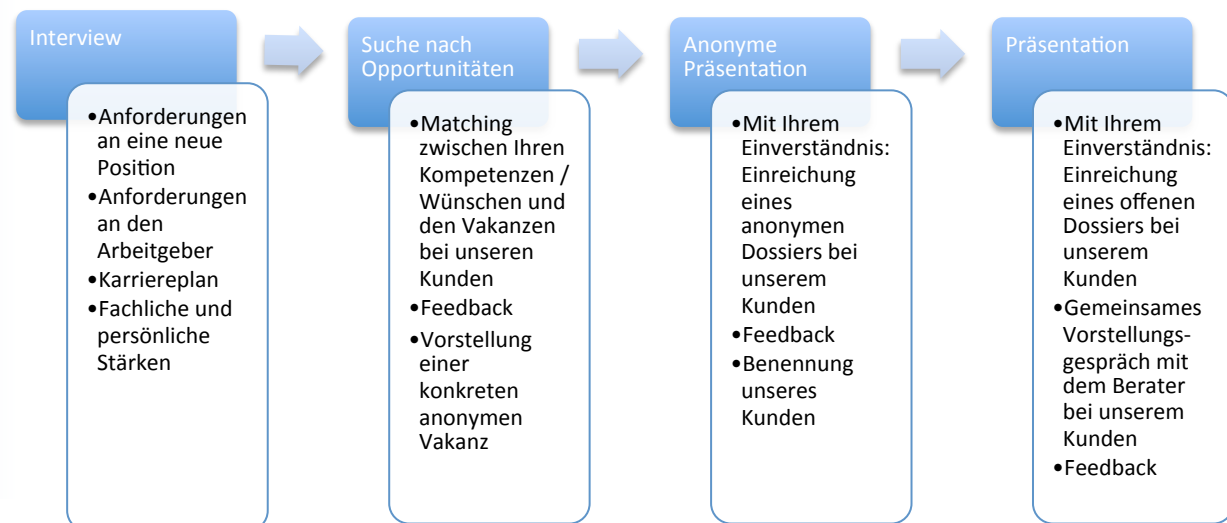 Interview
•Anforderungen
an eine neue
Position
•Anforderungen
an den
Arbeitgeber
•Karriereplan
•Fachliche und
persönliche
Stärken
Suche nach
Opportunitäten
•Matching
zwischen Ihren
Kompetenzen /
Wünschen und
den Vakanzen
bei unseren
Kunden
•Feedback
•Vorstellung
einer
konkreten
anonymen
Vakanz
Anonyme
Präsentation
•Mit Ihrem
Einverständnis:
Einreichung
eines
anonymen
Dossiers bei
unserem
Kunden
•Feedback
•Benennung
unseres
Kunden
Präsentation
•Mit Ihrem
Einverständnis:
Einreichung
eines offenen
Dossiers bei
unserem
Kunden
•Gemeinsames
Vorstellungs-
gespräch mit
dem Berater
bei unserem
Kunden
•Feedback